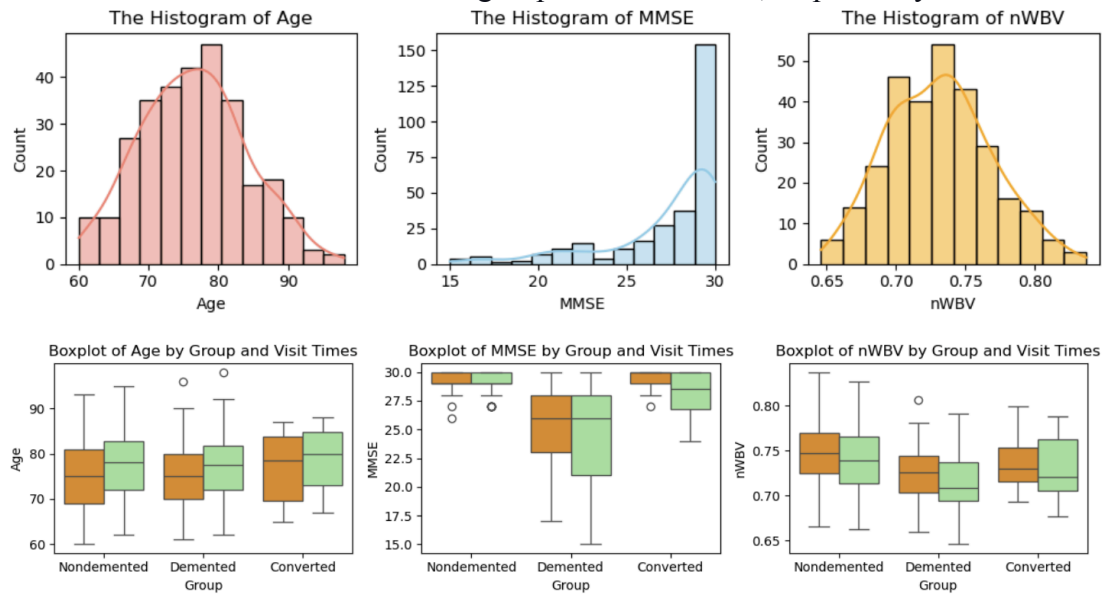 The Histogram of Age
The Histogram of MMSE
The Histogram of nWBV
Count
40
30
20
10
0
60
70
80
90
Age
Count
150
125
100
75
50
25
0
15
20
25
30
MMSE
Count
50
40
30
20
10
0
0.65
0.70
0.75
0.80
nWBV
Boxplot of Age by Group and Visit Times
Boxplot of MMSE by Group and Visit Times
Boxplot of nWBV by Group and Visit Times
Age
90
80
70
60
Nondemented
Demented
Converted
Group
MMSE
30.0
27.5
25.0
22.5
20.0
17.5
15.0
Nondemented
Demented
Converted
Group
nWBV
0.80
0.75
0.70
0.65
Nondemented
Demented
Converted
Group